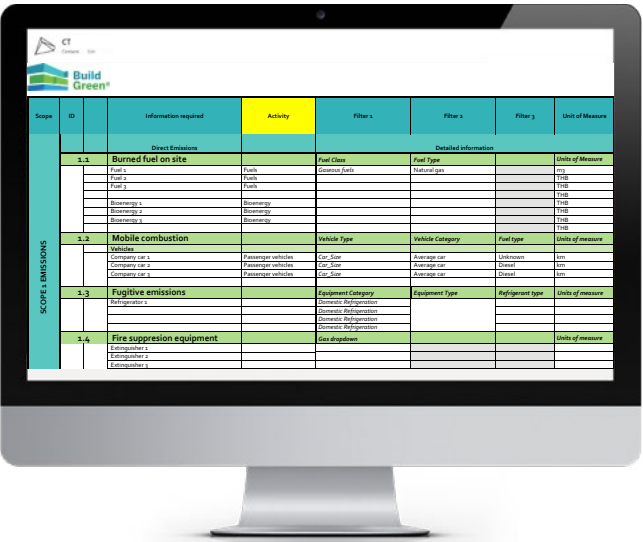 CT
Build
Green®
Scope ID Information required Activity Filter 1 Filter 2 Filter 3 Unit of Measure
Direct Emissions Detailed information
SCOPE 1 EMISSIONS
1.1 Burned fuel on site Fuel Class Fuel Type Units of Measure
Fuel 1 Fuels Gaseous fuels Natural gas m3
Fuel 2 Fuels THB
Fuel 3 Fuels THB
THB
Bioenergy 1 Bioenergy THB
Bioenergy 2 Bioenergy THB
Bioenergy 3 Bioenergy THB
THB
1.2 Mobile combustion Vehicle Type Vehicle Category Fuel type Units of measure
Vehicles
Company car 1 Passenger vehicles Car_Size Average car Unknown km
Company car 2 Passenger vehicles Car_Size Average car Diesel km
Company car 3 Passenger vehicles Car_Size Average car Diesel km
1.3 Fugitive emissions Equipment Category Equipment Type Refrigerant type Units of measure
Refrigerator 1 Domestic Refrigeration
Domestic Refrigeration
Domestic Refrigeration
Domestic Refrigeration
1.4 Fire suppresion equipment Gas dropdown Units of measure
Extinguisher 1
Extinguisher 2
Extinguisher 3